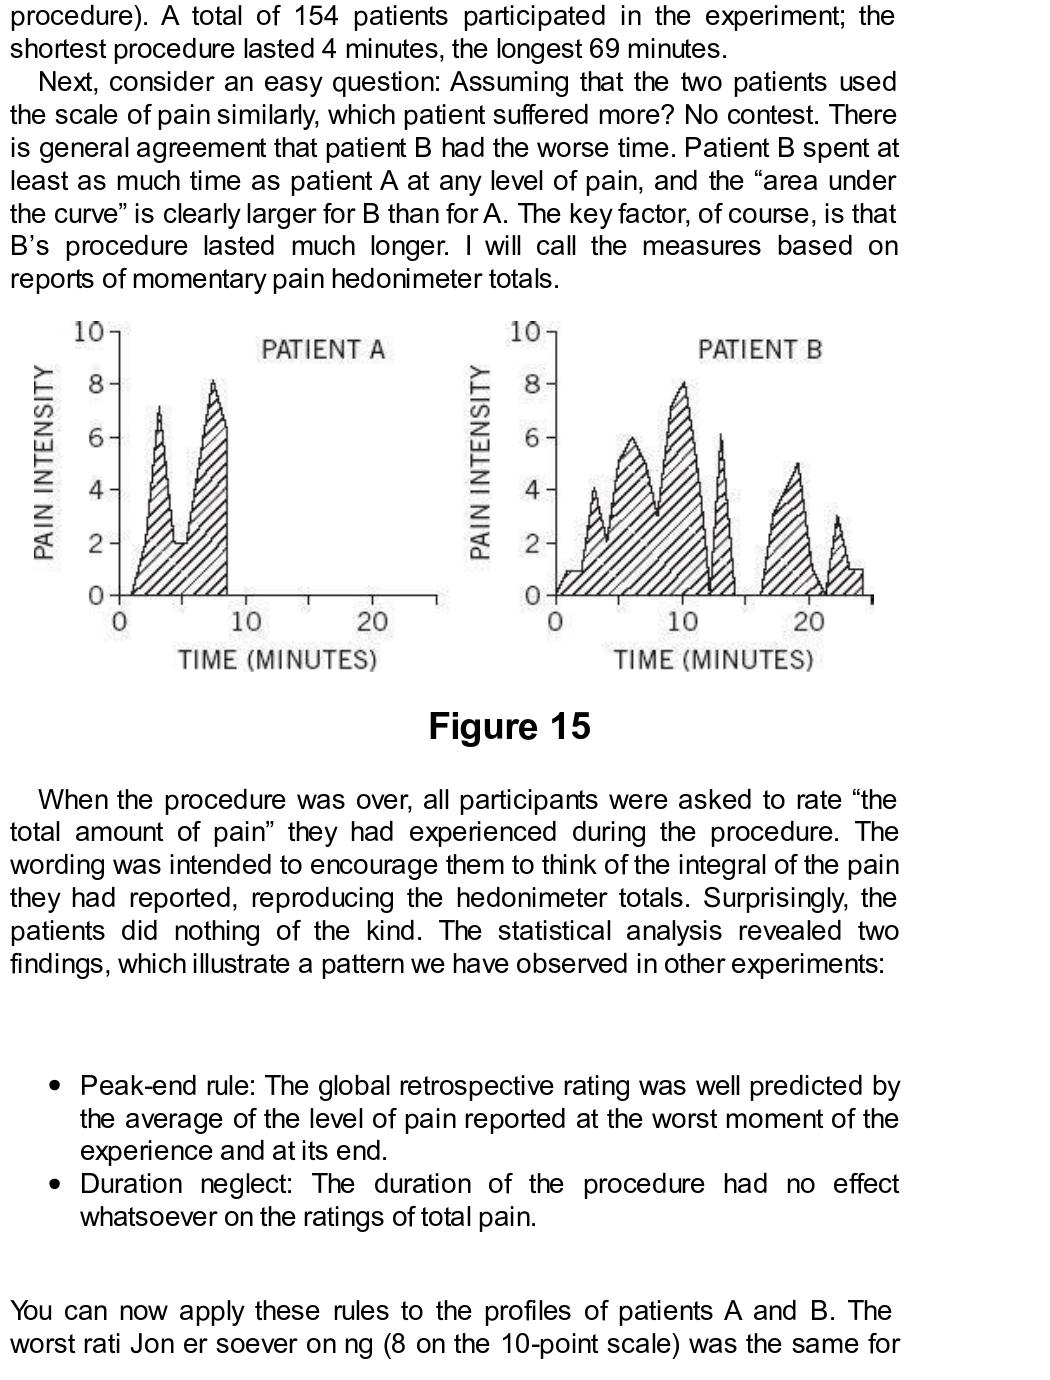 procedure). A total of 154 patients participated in the experiment; the
shortest procedure lasted 4 minutes, the longest 69 minutes.
Next, consider an easy question: Assuming that the two patients used
the scale of pain similarly, which patient suffered more? No contest. There
is general agreement that patient B had the worse time. Patient B spent at
least as much time as patient A at any level of pain, and the “area under
the curve” is clearly larger for B than for A. The key factor, of course, is that
B’s procedure lasted much longer. I will call the measures based on
reports of momentary pain hedonimeter totals.
PATIENT A
PAIN INTENSITY
10
8
6
4
2
0
0 10 20
TIME (MINUTES)
PATIENT B
PAIN INTENSITY
10
8
6
4
2
0
0 10 20
TIME (MINUTES)
Figure 15
When the procedure was over, all participants were asked to rate “the
total amount of pain” they had experienced during the procedure. The
wording was intended to encourage them to think of the integral of the pain
they had reported, reproducing the hedonimeter totals. Surprisingly, the
patients did nothing of the kind. The statistical analysis revealed two
findings, which illustrate a pattern we have observed in other experiments:
• Peak-end rule: The global retrospective rating was well predicted by
the average of the level of pain reported at the worst moment of the
experience and at its end.
• Duration neglect: The duration of the procedure had no effect
whatsoever on the ratings of total pain.
You can now apply these rules to the profiles of patients A and B. The
worst rati Jon er soever on ng (8 on the 10-point scale) was the same for